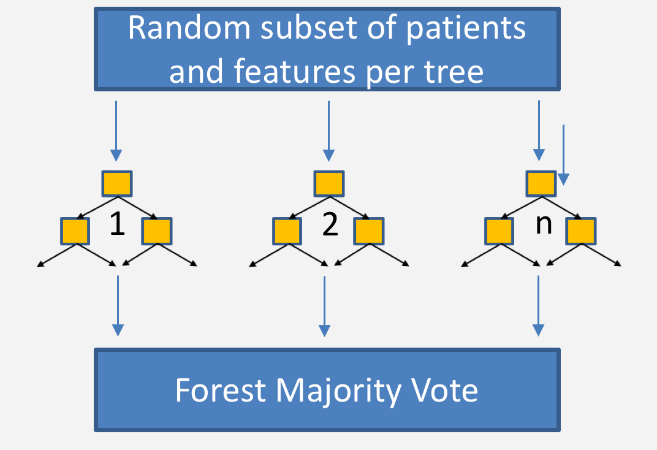 Random subset of patients
and features per tree
1
2
n
Forest Majority Vote